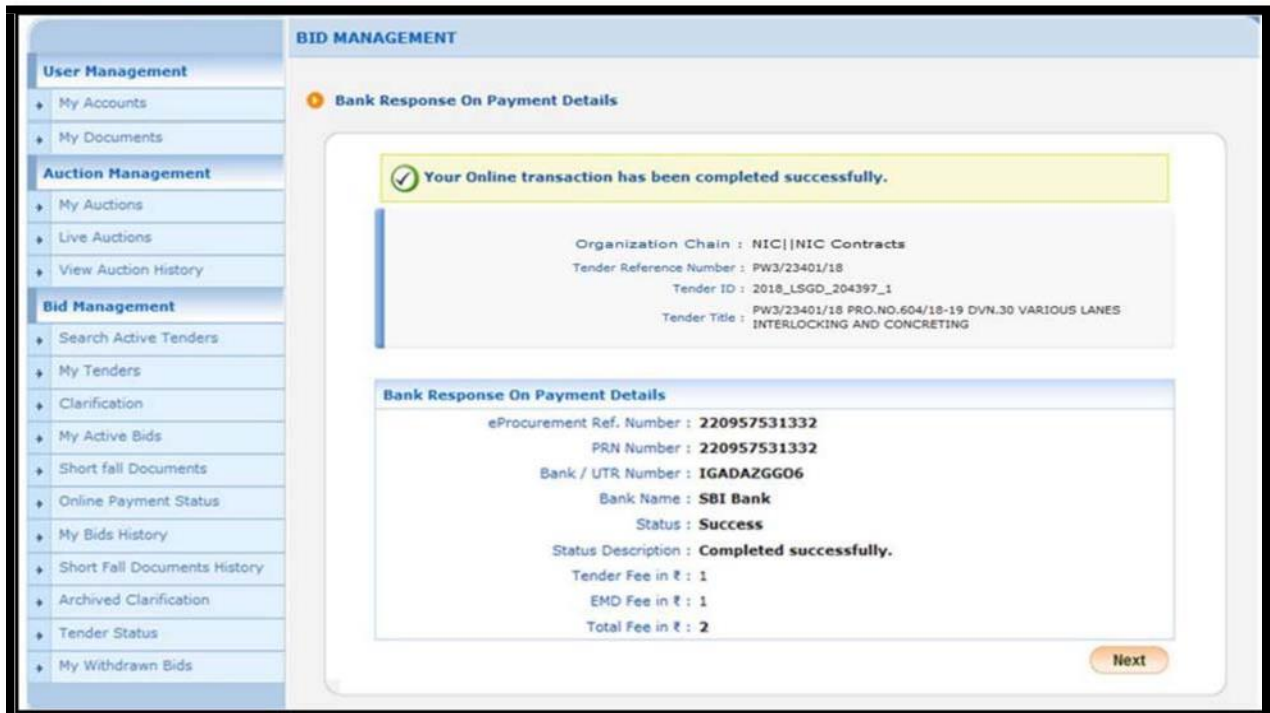 BID MANAGEMENT
User Management
My Accounts
My Documents
Auction Management
My Auctions
Live Auctions
View Auction History
Bid Management
Search Active Tenders
My Tenders
Clarification
My Active Bids
Short fall Documents
Online Payment Status
My Bids History
Short Fall Documents History
Archived Clarification
Tender Status
My Withdrawn Bids
Bank Response On Payment Details
Your Online transaction has been completed successfully.
Organization Chain : NIC||NIC Contracts
Tender Reference Number : PW3/23401/18
Tender ID : 2018_LSGD_204397_1
Tender Title : PW3/23401/18 PRO.NO.604/18-19 DVN.30 VARIOUS LANES
INTERLOCKING AND CONCRETING
Bank Response On Payment Details
eProcurement Ref. Number : 220957531332
PRN Number : 220957531332
Bank / UTR Number : IGADAZGGO6
Bank Name : SBI Bank
Status : Success
Status Description : Completed successfully.
Tender Fee in ₹ : 1
EMD Fee in ₹ : 1
Total Fee in ₹ : 2
Next